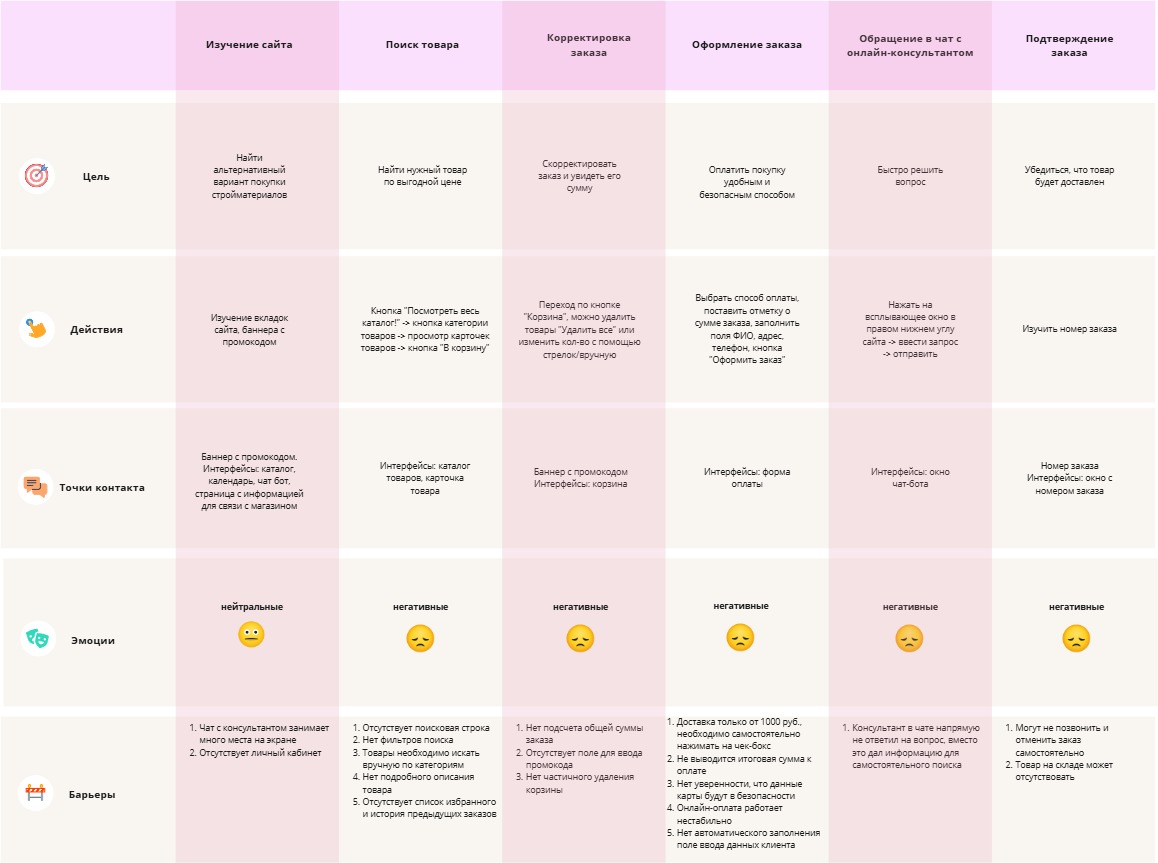 Изучение сайта
Поиск товара
Корректировка
заказа
Оформление заказа
Обращение в чат с
онлайн-консультантом
Подтверждение
заказа
Цель
Найти
альтернативный
вариант покупки
стройматериалов
Найти нужный товар
по выгодной цене
Скорректировать
заказ и увидеть его
сумму
Оплатить покупку
удобным и
безопасным способом
Быстро решить
вопрос
Убедиться, что товар
будет доставлен
Действия
Изучение вкладок
сайта, баннера с
промокодом
Кнопка "Посмотреть весь
каталог!" -> кнопка категории
товаров -> просмотр карточек
товаров -> кнопка "В корзину"
Переход по кнопке
"Корзина", можно удалить
товары "Удалить все" или
изменить кол-во с помощью
стрелок/вручную
Выбрать способ оплаты,
поставить отметку о
сумме заказа, заполнить
поля ФИО, адрес,
телефон, кнопка
"Оформить заказ"
Нажать на
всплывающее окно в
правом нижнем углу
сайта -> ввести запрос
-> отправить
Изучить номер заказа
Точки контакта
Баннер с промокодом.
Интерфейсы: каталог,
календарь, чат бот,
страница с информацией
для связи с магазином
Интерфейсы: каталог
товаров, карточка
товара
Баннер с промокодом
Интерфейсы: корзина
Интерфейсы: форма
оплаты
Интерфейсы: окно
чат-бота
Номер заказа
Интерфейсы: окно с
номером заказа
Эмоции
нейтральные
негативные
негативные
негативные
негативные
негативные
Барьеры
1. Чат с консультантом занимает
много места на экране
2. Отсутствует личный кабинет
1. Отсутствует поисковая строка
2. Нет фильтров поиска
3. Товары необходимо искать
вручную по категориям
4. Нет подробного описания
товара
5. Отсутствует список избранного
и история предыдущих заказов
1. Нет подсчета общей суммы
заказа
2. Отсутствует поле для ввода
промокода
3. Нет частичного удаления
корзины
1. Доставка только от 1000 руб.,
необходимо самостоятельно
нажимать на чек-бокс
2. Не выводится итоговая сумма к
оплате
3. Нет уверенности, что данные
карты будут в безопасности
4. Онлайн-оплата работает
нестабильно
5. Нет автоматического заполнения
поле ввода данных клиента
1. Консультант в чате напрямую
не ответил на вопрос, вместо
это дал информацию для
самостоятельного поиска
1. Могут не позвонить и
отменить заказ
самостоятельно
2. Товар на складе может
отсутствовать